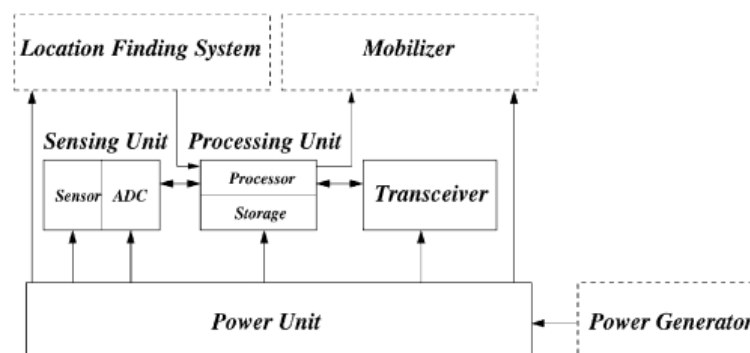 Location Finding System
Mobilizer
Sensing Unit
Processing Unit
Sensor
ADC
Processor
Storage
Transceiver
Power Unit
Power Generator